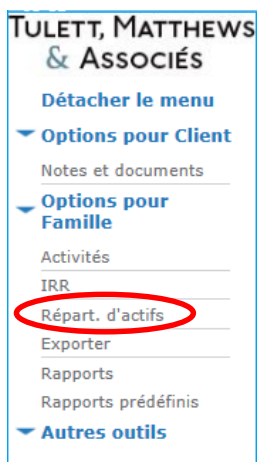 TULETT, MATTHEWS
& ASSOCIÉS
Détacher le menu
Options pour Client
Notes et documents
Options pour
Famille
Activités
IRR
Répart. d'actifs
Exporter
Rapports
Rapports prédéfinis
Autres outils